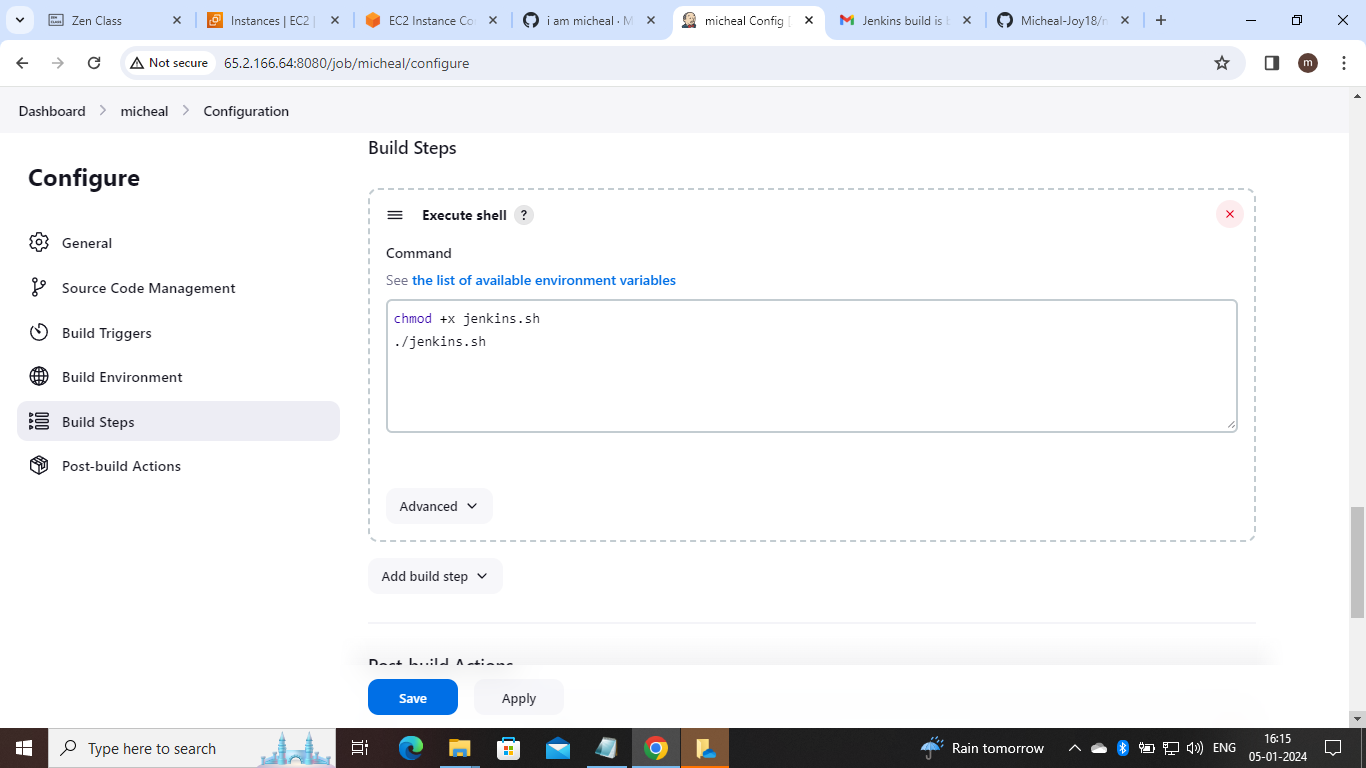 Zen Class
Instances | EC2 |
EC2 Instance Co
i am micheal · M
micheal Config [
Jenkins build is b
Micheal-Joy18/n
Not secure
65.2.166.64:8080/job/micheal/configure
m
Dashboard
micheal
Configuration
Configure
General
Source Code Management
Build Triggers
Build Environment
Build Steps
Post-build Actions
Build Steps
Execute shell ?
Command
See the list of available environment variables
chmod +x jenkins.sh
./jenkins.sh
Advanced
Add build step
Post-build Actions
Save
Apply
Type here to search
Rain tomorrow
ENG
16:15
05-01-2024